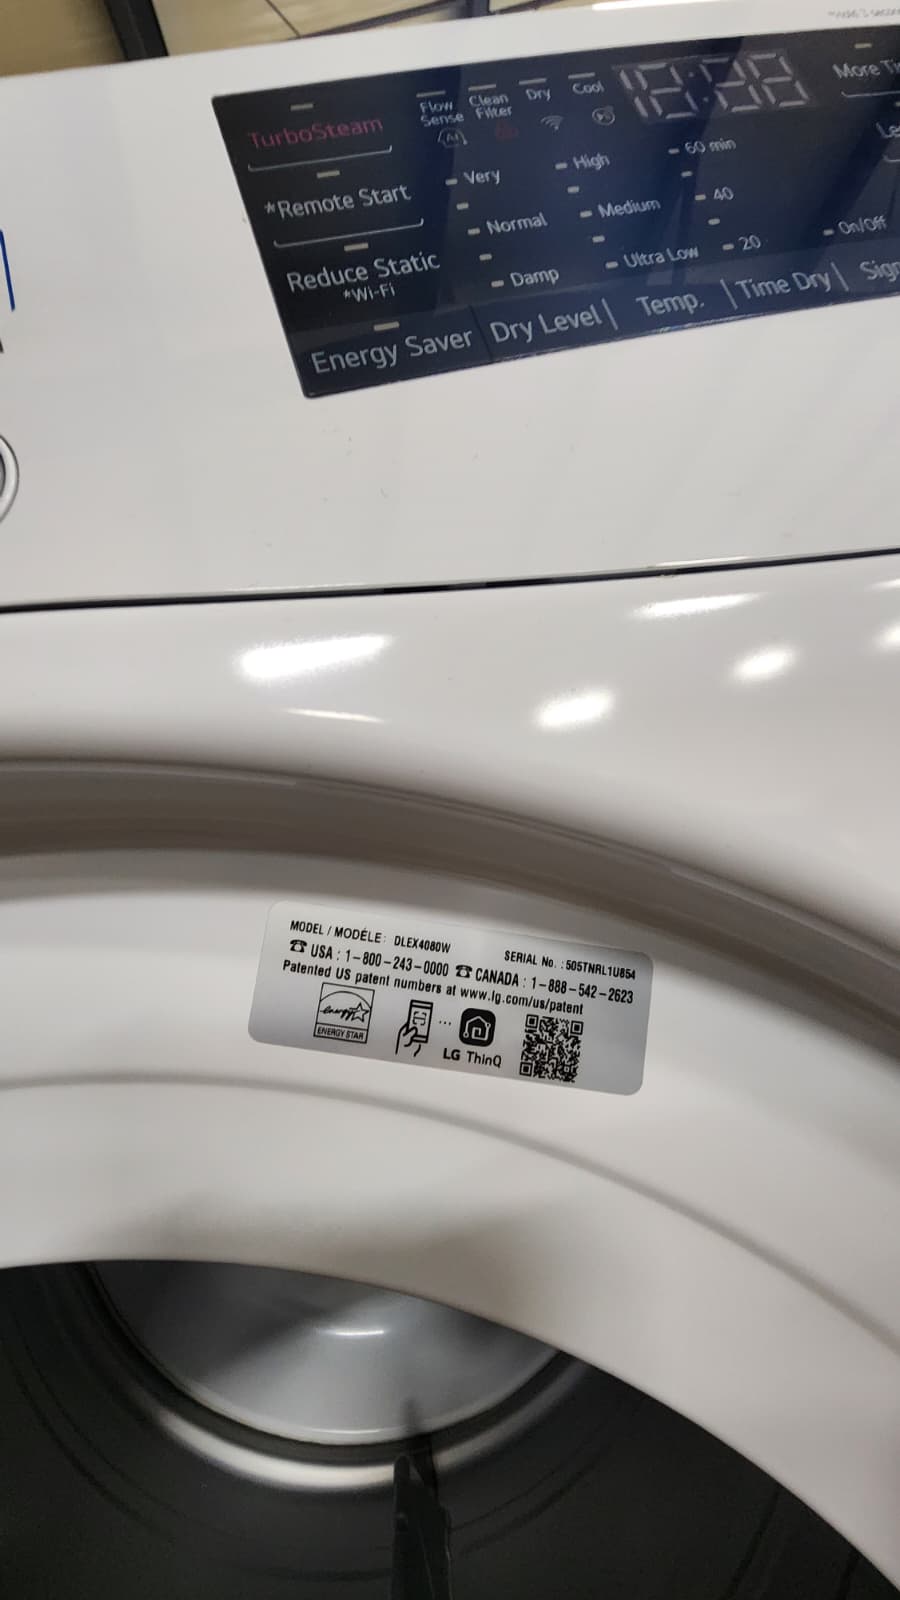 TurboSteam
*Remote Start
Reduce Static
*Wi-Fi
Energy Saver
Flow Sense
Clean Filter
Dry
Cool
18:88
More
Very
Normal
Damp
Dry Level
High
Medium
Ultra Low
Temp.
60 min
40
20
Time Dry
On/Off
MODEL / MODÈLE: DLEX4080W
SERIAL No. : 505TNRL1U854
USA : 1-800-243-0000 CANADA : 1-888-542-2623
Patented US patent numbers at www.lg.com/us/patent
energy
ENERGY STAR
LG ThinQ